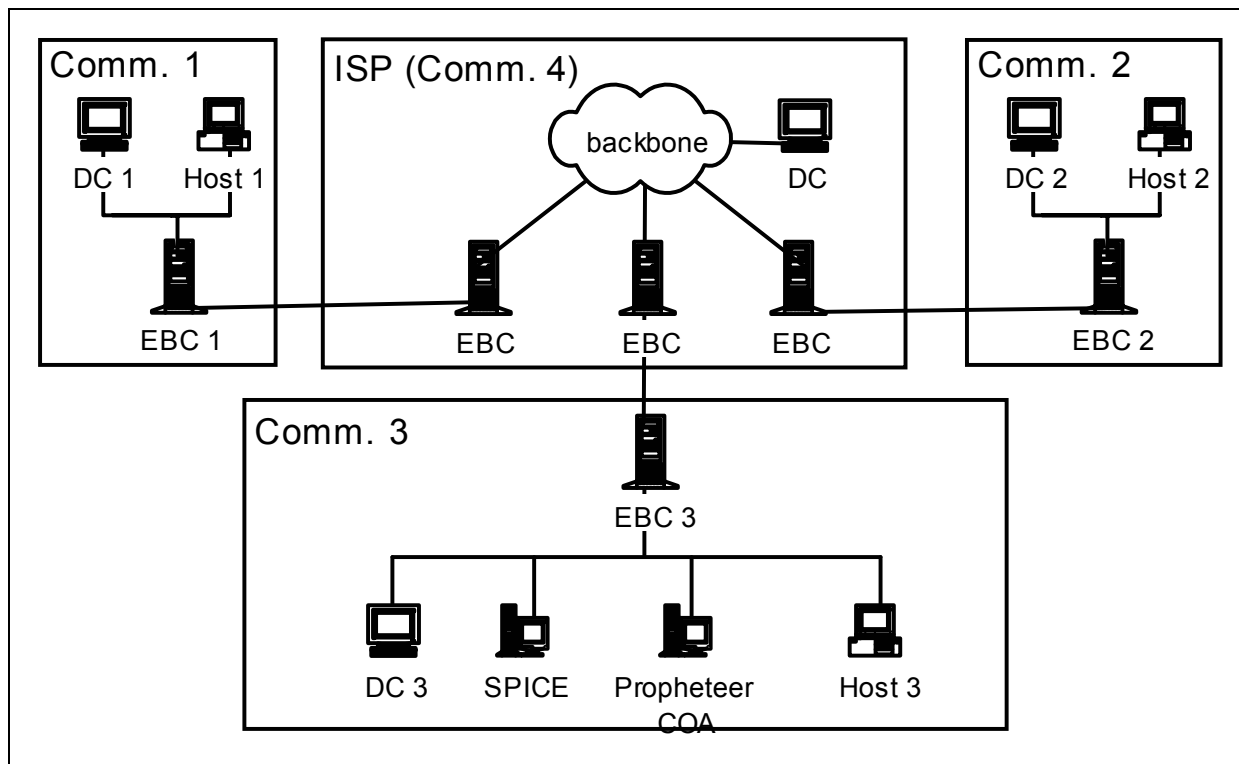 Comm. 1
DC 1
Host 1
EBC 1
ISP (Comm. 4)
backbone
DC
EBC
EBC
EBC
Comm. 2
DC 2
Host 2
EBC 2
Comm. 3
EBC 3
DC 3
SPICE
Propheteer
COA
Host 3